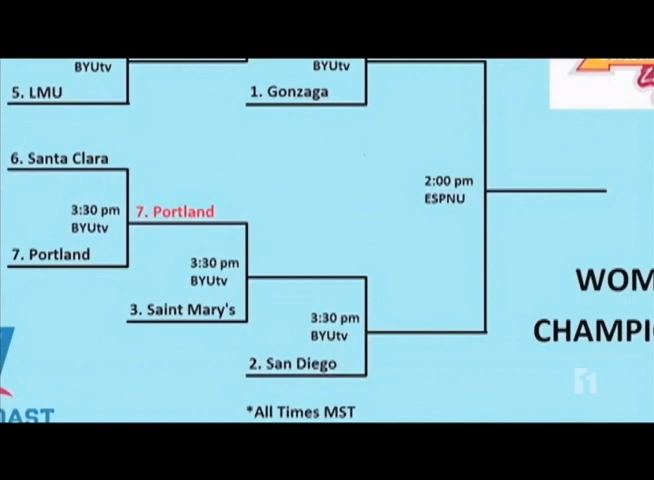 BYUtv
BYUtv
5. LMU
1. Gonzaga
6. Santa Clara
2:00 pm
ESPNU
3:30 pm
BYUtv
7. Portland
7. Portland
3:30 pm
BYUtv
3. Saint Mary's
3:30 pm
BYUtv
2. San Diego
WOM
CHAMPI
*All Times MST
OAST